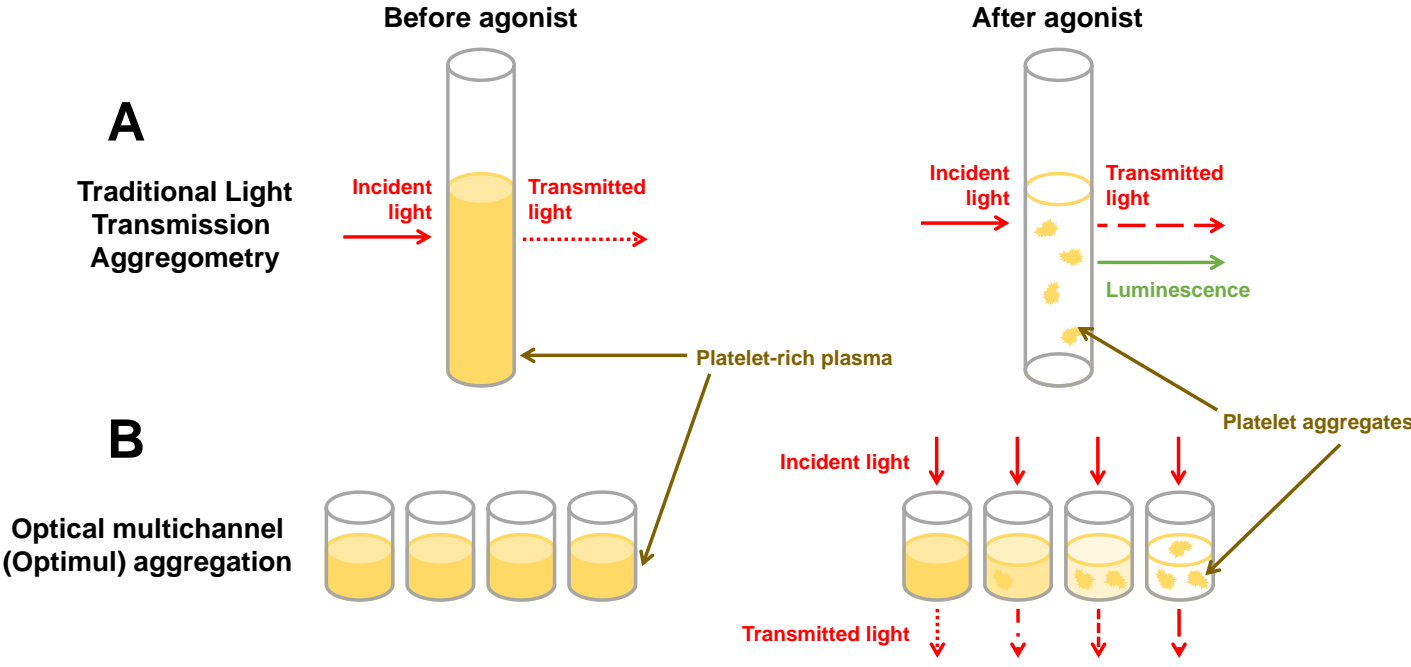 Before agonist
After agonist
A
Traditional Light
Transmission
Aggregometry
Incident
light
Transmitted
light
Incident
light
Transmitted
light
Luminescence
Platelet-rich plasma
Platelet aggregates
B
Optical multichannel
(Optimul) aggregation
Incident light
Transmitted light